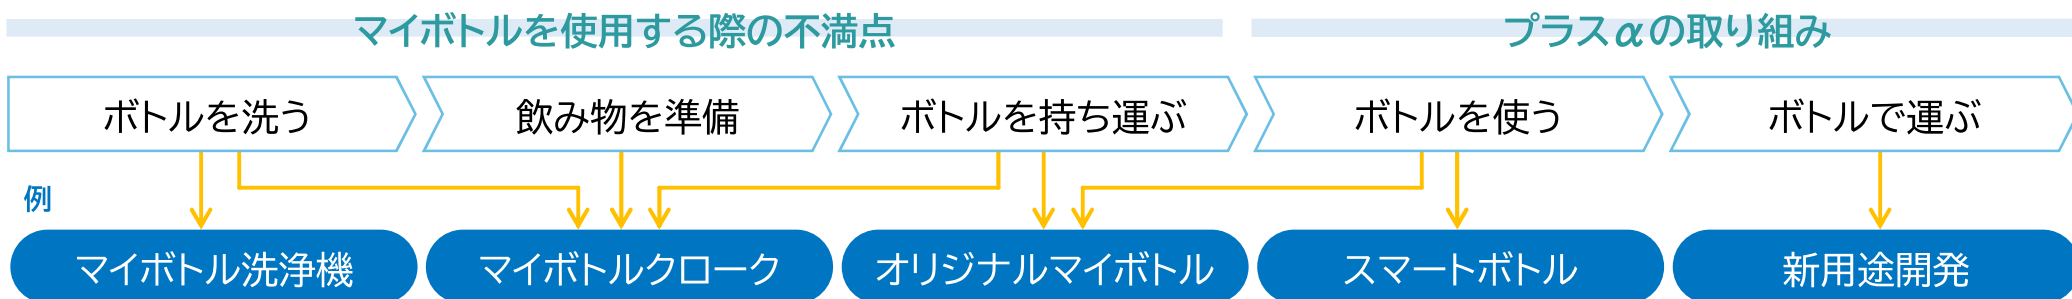 マイボトルを使用する際の不満点
プラスαの取り組み
ボトルを洗う
飲み物を準備
ボトルを持ち運ぶ
ボトルを使う
ボトルで運ぶ
例
マイボトル洗浄機
マイボトルクローク
オリジナルマイボトル
スマートボトル
新用途開発